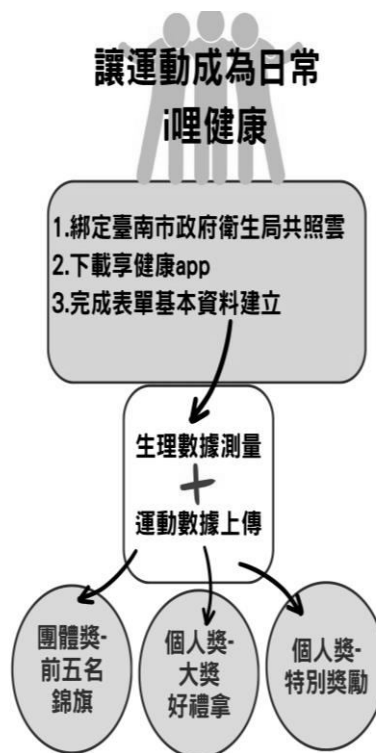 讓運動成為日常
i哩健康
1.綁定臺南市政府衛生局共照雲
2.下載享健康app
3.完成表單基本資料建立
生理數據測量
+
運動數據上傳
團體獎-
前五名
錦旗
個人獎-
大獎
好禮拿
個人獎-
特別獎勵